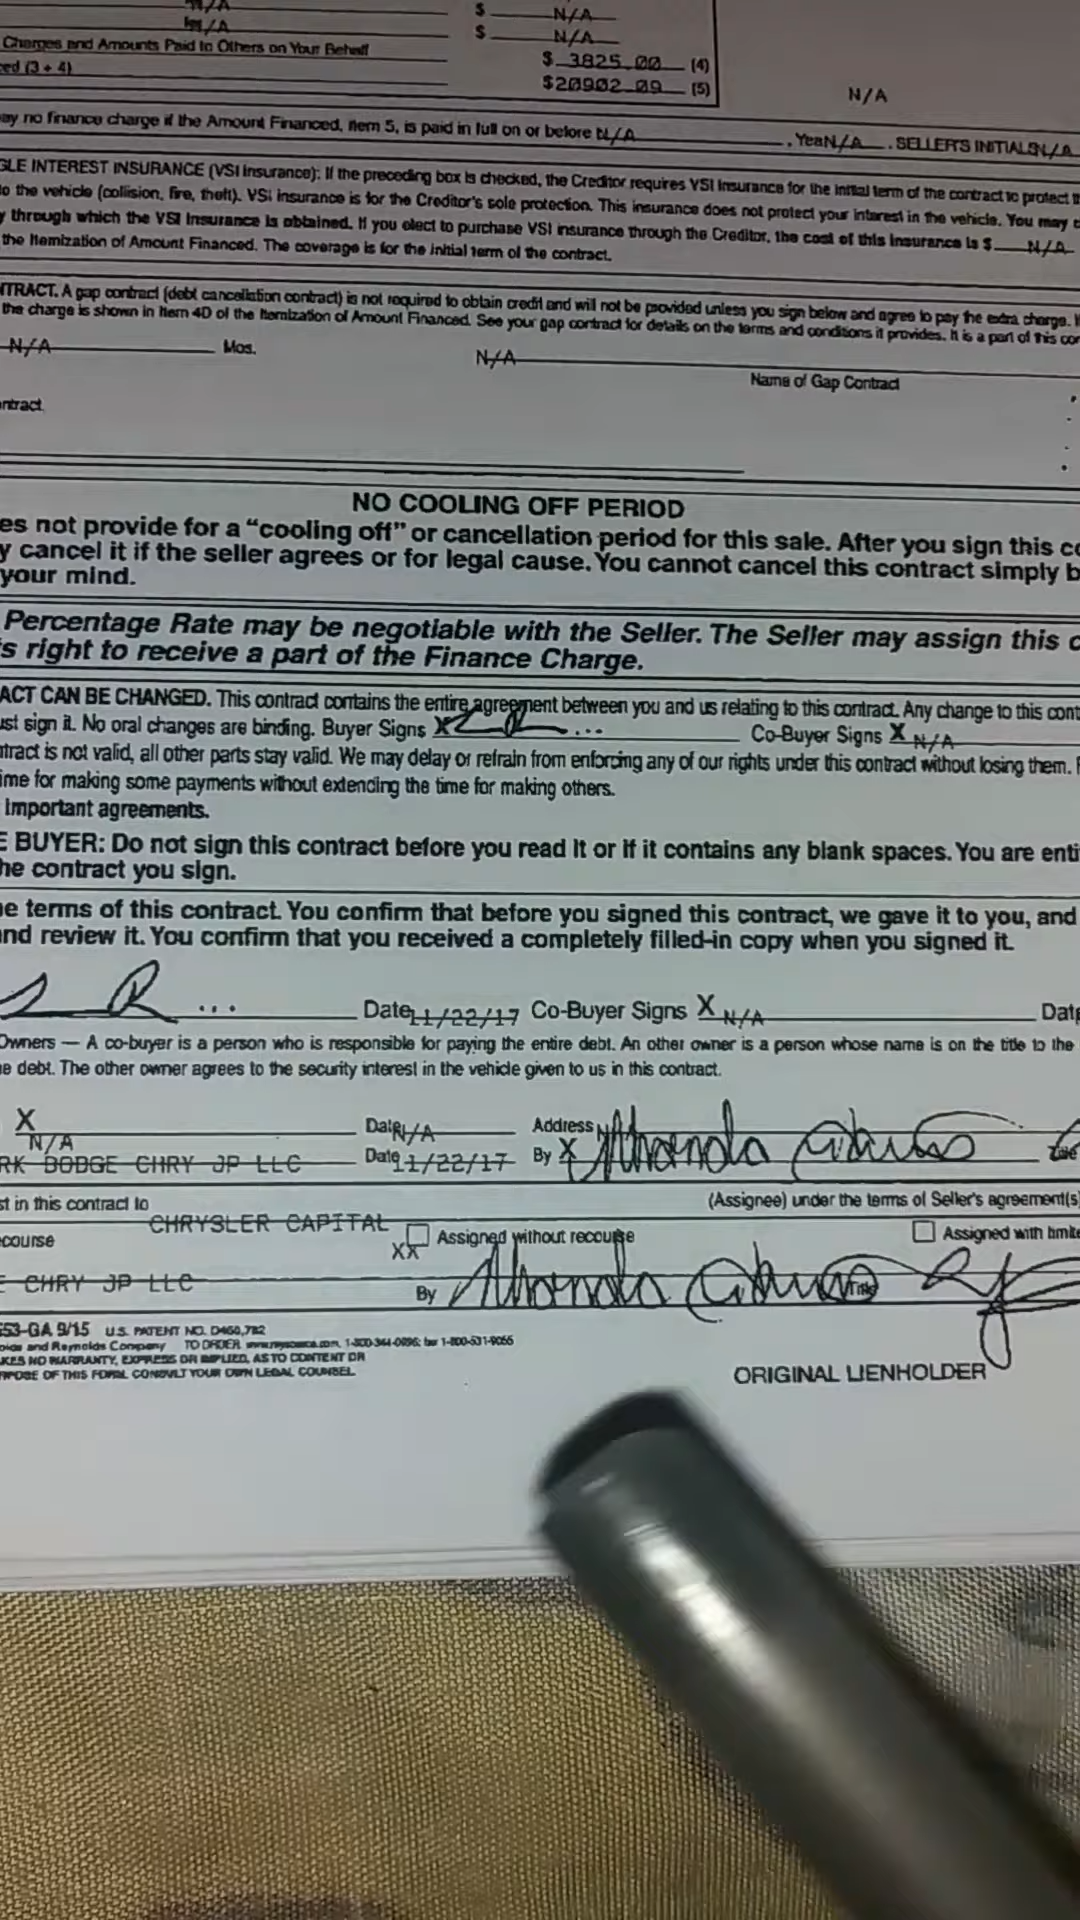 N/A $ N/A
N/A $ N/A
Charges and Amounts Paid to Others on Your Behalf $ 3825.00 (4)
ed (3 + 4) $20902.09 (5)
N/A
ay no finance charge if the Amount Financed, item 5, is paid in full on or before N/A , Year N/A . SELLER'S INITIALS N/A
GLE INTEREST INSURANCE (VSI Insurance): If the preceding box is checked, the Creditor requires VSI Insurance for the initial term of the contract to protect th
o the vehicle (collision, fire, theft). VSI insurance is for the Creditor's sole protection. This insurance does not protect your interest in the vehicle. You may c
y through which the VSI Insurance is obtained. If you elect to purchase VSI insurance through the Creditor, the cost of this insurance is $ N/A
the Itemization of Amount Financed. The coverage is for the initial term of the contract.
NTRACT. A gap contract (debt cancellation contract) is not required to obtain credit and will not be provided unless you sign below and agree to pay the extra charge. I
the charge is shown in Item 4D of the Itemization of Amount Financed. See your gap contract for details on the terms and conditions it provides. It is a part of this con
N/A Mos. N/A
Name of Gap Contract
ntract.
NO COOLING OFF PERIOD
es not provide for a "cooling off" or cancellation period for this sale. After you sign this co
y cancel it if the seller agrees or for legal cause. You cannot cancel this contract simply b
your mind.
Percentage Rate may be negotiable with the Seller. The Seller may assign this c
s right to receive a part of the Finance Charge.
ACT CAN BE CHANGED. This contract contains the entire agreement between you and us relating to this contract. Any change to this cont
ust sign it. No oral changes are binding. Buyer Signs X Co-Buyer Signs X N/A
ntract is not valid, all other parts stay valid. We may delay or refrain from enforcing any of our rights under this contract without losing them. F
ime for making some payments without extending the time for making others.
important agreements.
E BUYER: Do not sign this contract before you read it or if it contains any blank spaces. You are enti
he contract you sign.
e terms of this contract. You confirm that before you signed this contract, we gave it to you, and
nd review it. You confirm that you received a completely filled-in copy when you signed it.
Date 11/22/17 Co-Buyer Signs X N/A Date
Owners — A co-buyer is a person who is responsible for paying the entire debt. An other owner is a person whose name is on the title to the
e debt. The other owner agrees to the security interest in the vehicle given to us in this contract.
X N/A Date N/A Address N/A
RK DODGE CHRY JP LLC Date 11/22/17 By X Title
st in this contract to CHRYSLER CAPITAL (Assignee) under the terms of Seller's agreement(s
ecourse XX Assigned without recourse Assigned with limite
E CHRY JP LLC By Title
553-GA 9/15 U.S. PATENT NO. D460,782
olds and Reynolds Company TO ORDER: www.reysource.com; 1-800-344-0996; fax 1-800-531-9055
AKES NO WARRANTY, EXPRESS OR IMPLIED, AS TO CONTENT OR
RPOSE OF THIS FORM. CONSULT YOUR OWN LEGAL COUNSEL.
ORIGINAL LIENHOLDER